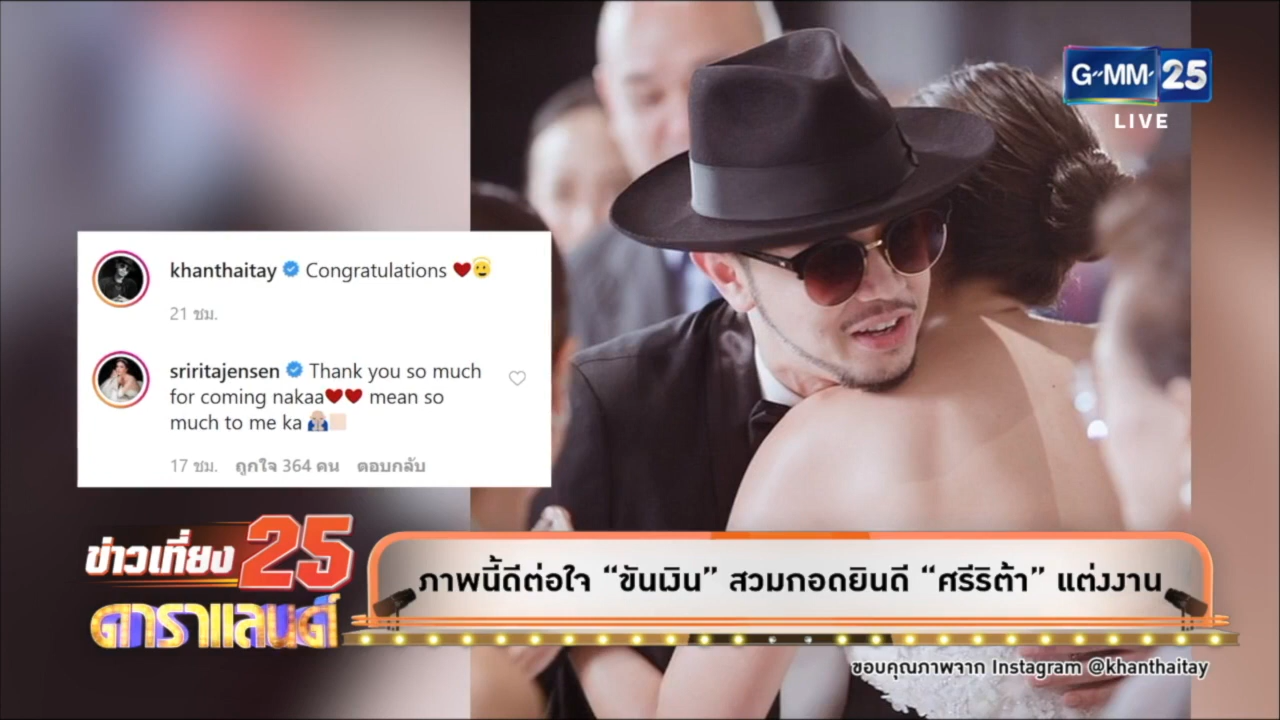 G"MM' 25
LIVE
khanthaitay Congratulations ❤️😇
21 ชม.
sriritajensen Thank you so much
for coming nakaa❤️❤️ mean so
much to me ka 🙏🏻
17 ชม. ถูกใจ 364 คน ตอบกลับ
ข่าวเที่ยง 25
ดาราแลนด์
ภาพนี้ดีต่อใจ “ขันเงิน” สวมกอดยินดี “ศรีริต้า” แต่งงาน
ขอบคุณภาพจาก Instagram @khanthaitay